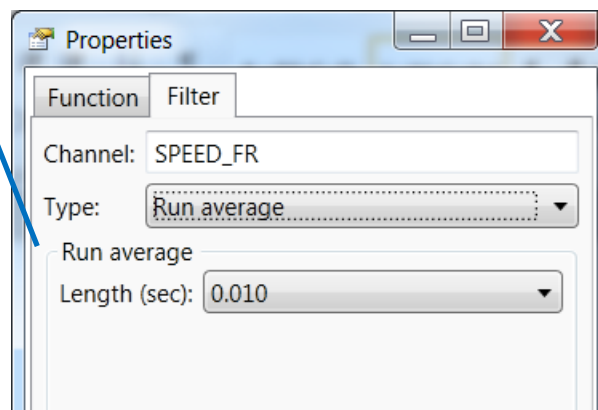 Properties
Function Filter
Channel: SPEED_FR
Type: Run average
Run average
Length (sec): 0.010